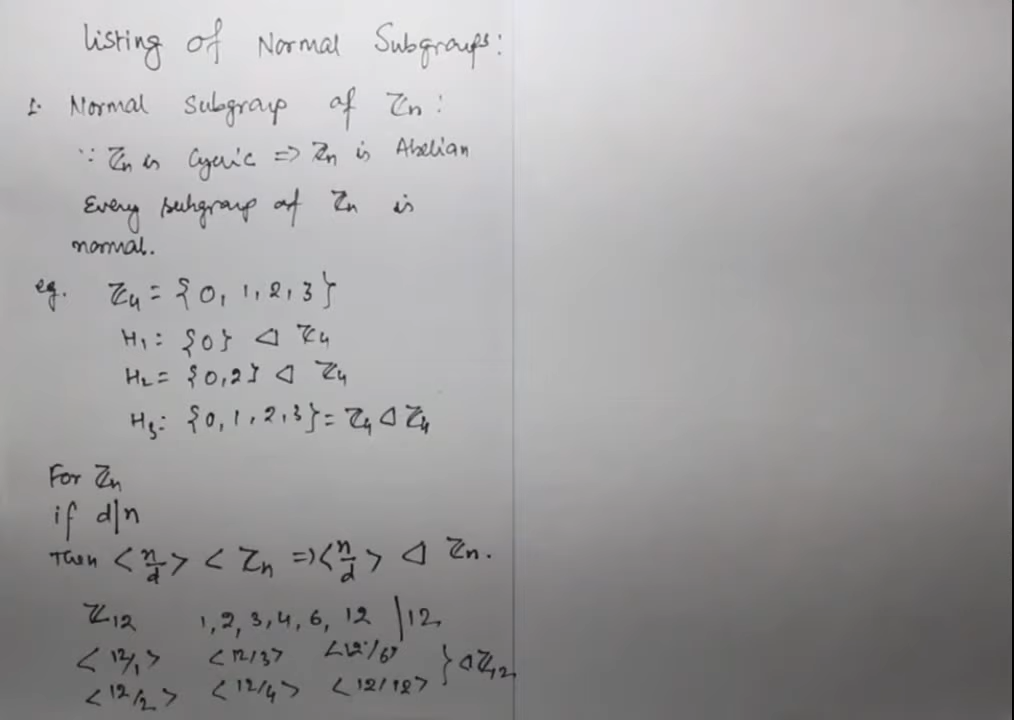 Listing of Normal Subgroups:
1. Normal Subgroup of ℤn:
∵ ℤn is Cyclic => ℤn is Abelian
Every subgroup of ℤn is
normal.
eg. ℤ4 = {0, 1, 2, 3}
H1 = {0} ◁ ℤ4
H2 = {0,2} ◁ ℤ4
H3 = {0, 1, 2, 3} = ℤ4 ◁ ℤ4
For ℤn
if d|n
Then <n/d> < ℤn => <n/d> ◁ ℤn.
ℤ12 1, 2, 3, 4, 6, 12 | 12
<12/1> <12/3> <12/6> } ◁ ℤ12
<12/2> <12/4> <12/12>